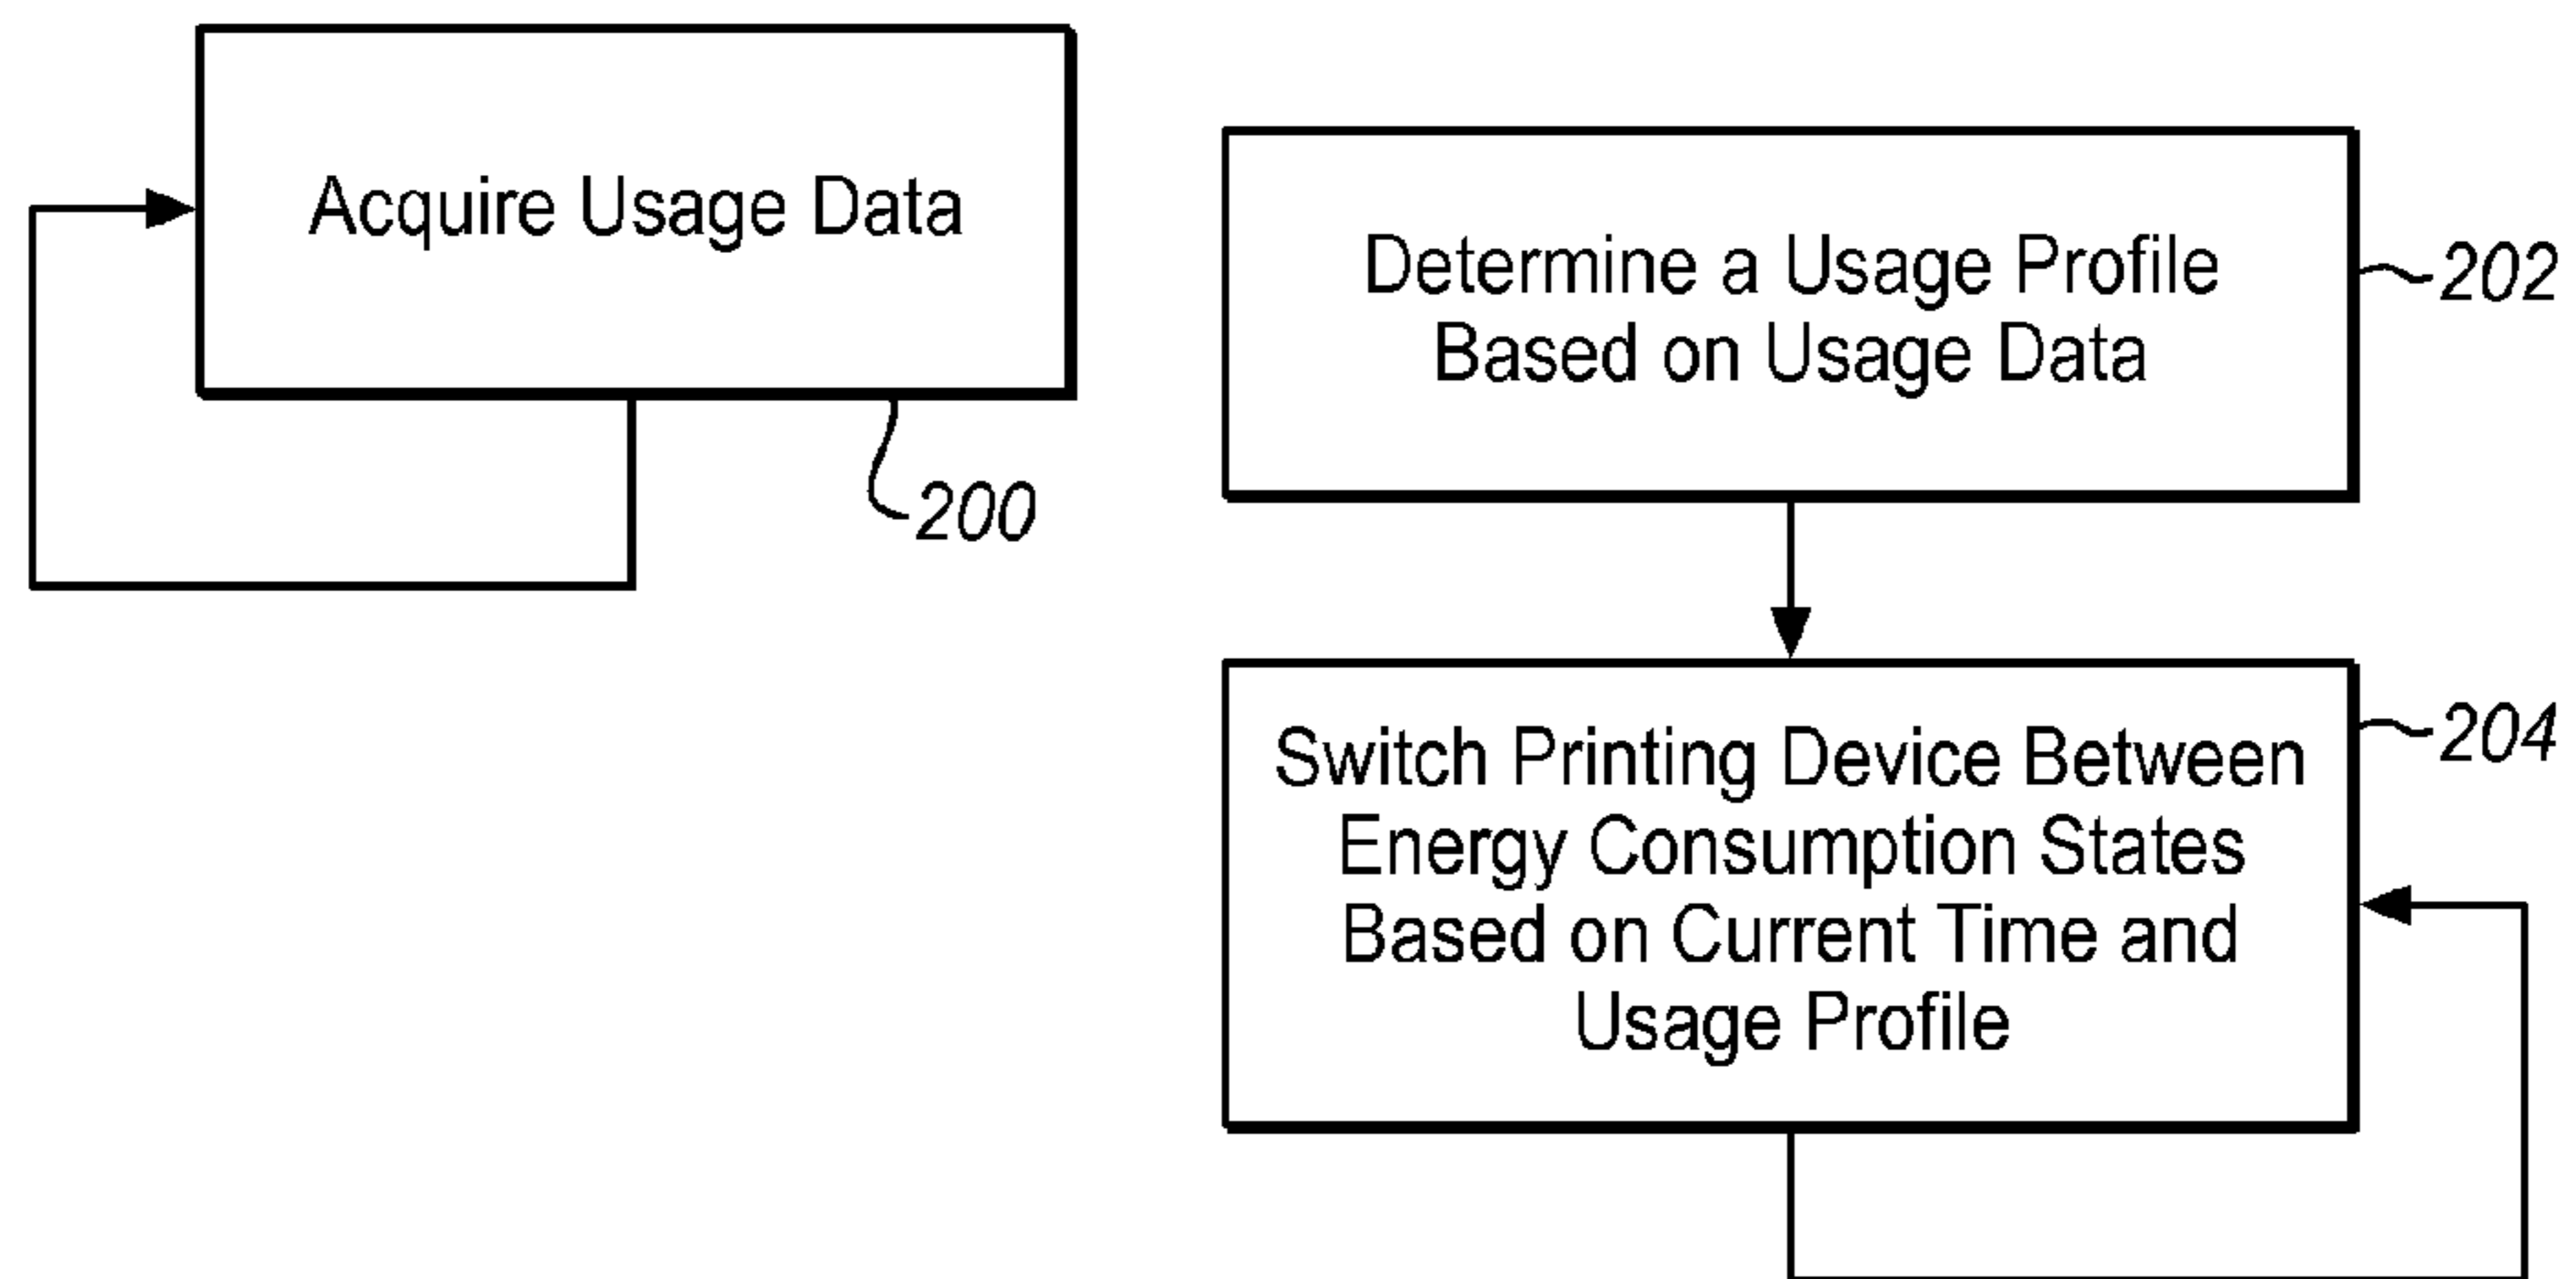 Acquire Usage Data
200
Determine a Usage Profile
Based on Usage Data
202
Switch Printing Device Between
Energy Consumption States
Based on Current Time and
Usage Profile
204